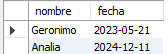 nombre fecha
Geronimo 2023-05-21
Analia 2024-12-11